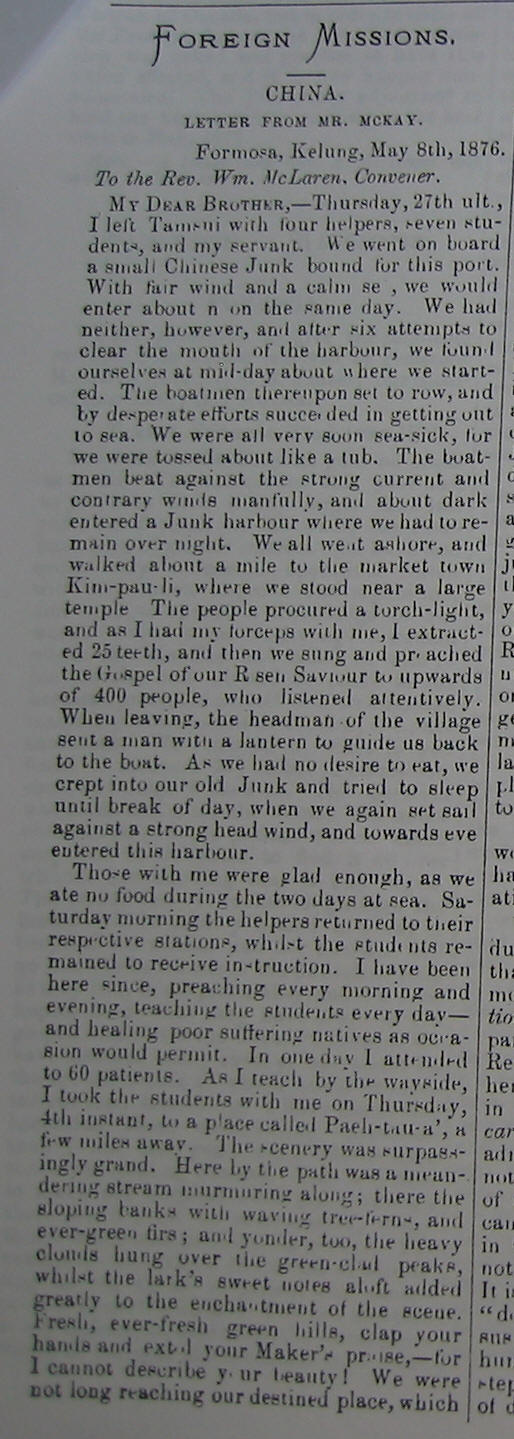 FOREIGN MISSIONS.
CHINA.
LETTER FROM MR. MCKAY.
Formosa, Kelung, May 8th, 1876.
To the Rev. Wm. McLaren, Convener.
MY DEAR BROTHER,—Thursday, 27th ult.,
I left Tamsui with four helpers, seven stu-
dents, and my servant. We went on board
a small Chinese Junk bound for this port.
With fair wind and a calm se , we would
enter about n on the same day. We had
neither, however, and after six attempts to
clear the mouth of the harbour, we found
ourselves at mid-day about where we start-
ed. The boatmen thereupon set to row, and
by desperate efforts succeeded in getting out
to sea. We were all very soon sea-sick, for
we were tossed about like a tub. The boat-
men beat against the strong current and
contrary winds manfully, and about dark
entered a Junk harbour where we had to re-
main over night. We all went ashore, and
walked about a mile to the market town
Kim-pau-li, where we stood near a large
temple The people procured a torch-light,
and as I had my forceps with me, I extract-
ed 25 teeth, and then we sung and preached
the Gospel of our R sen Saviour to upwards
of 400 people, who listened attentively.
When leaving, the headman of the village
sent a man with a lantern to guide us back
to the boat. As we had no desire to eat, we
crept into our old Junk and tried to sleep
until break of day, when we again set sail
against a strong head wind, and towards eve
entered this harbour.
Those with me were glad enough, as we
ate no food during the two days at sea. Sa-
turday morning the helpers returned to their
respective stations, whilst the students re-
mained to receive in-truction. I have been
here since, preaching every morning and
evening, teaching the students every day—
and healing poor suffering natives as occa-
sion would permit. In one day I attended
to 60 patients. As I teach by the wayside,
I took the students with me on Thursday,
4th instant, to a place called Paeh-tau-a', a
few miles away. The scenery was surpass-
ingly grand. Here by the path was a mean-
dering stream murmuring along; there the
sloping banks with waving tree-ferns, and
ever-green firs; and yonder, too, the heavy
clouds hung over the green-clad peaks,
whilst the lark's sweet notes aloft added
greatly to the enchantment of the scene.
Fresh, ever-fresh green hills, clap your
hands and extol your Maker's praise,—for
I cannot describe y ur beauty! We were
not long reaching our destined place, which